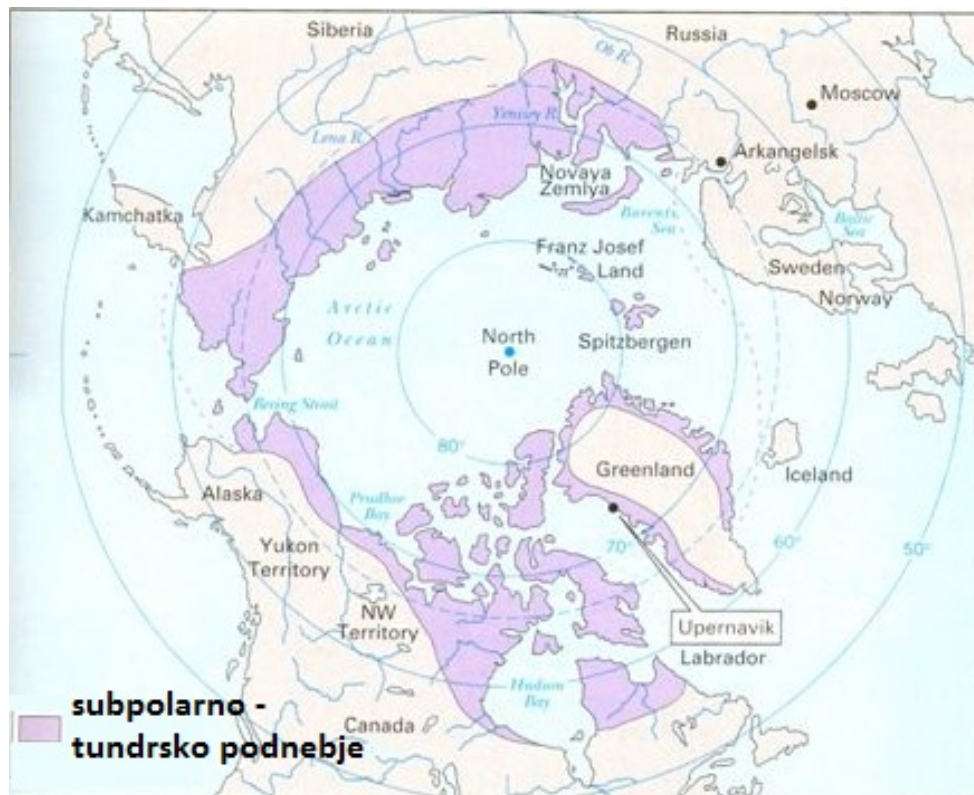 Siberia
Russia
Ob R.
Moscow
Yenisey R.
Lena R.
Arkangelsk
Novaya
Zemlya
Kamchatka
Barents
Sea
Baltic
Sea
Franz Josef
Land
Sweden
Norway
Arctic
Ocean
North
Pole
Spitzbergen
Bering Strait
80°
Greenland
Iceland
Alaska
Prudhoe
Bay
70°
60°
50°
Yukon
Territory
NW
Territory
Upernavik
Labrador
Hudson
Bay
subpolarno -
tundrsko podnebje
Canada